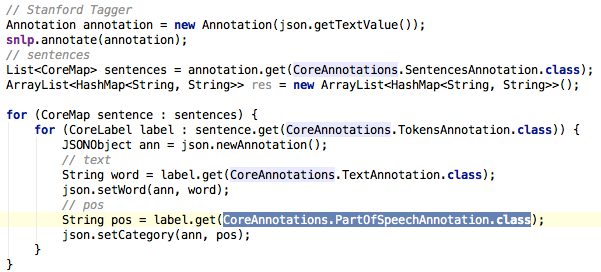 // Stanford Tagger
Annotation annotation = new Annotation(json.getTextValue());
snlp.annotate(annotation);
// sentences
List<CoreMap> sentences = annotation.get(CoreAnnotations.SentencesAnnotation.class);
ArrayList<HashMap<String, String>> res = new ArrayList<HashMap<String, String>>();

for (CoreMap sentence : sentences) {
    for (CoreLabel label : sentence.get(CoreAnnotations.TokensAnnotation.class)) {
        JSONObject ann = json.newAnnotation();
        // text
        String word = label.get(CoreAnnotations.TextAnnotation.class);
        json.setWord(ann, word);
        // pos
        String pos = label.get(CoreAnnotations.PartOfSpeechAnnotation.class);
        json.setCategory(ann, pos);
    }
}